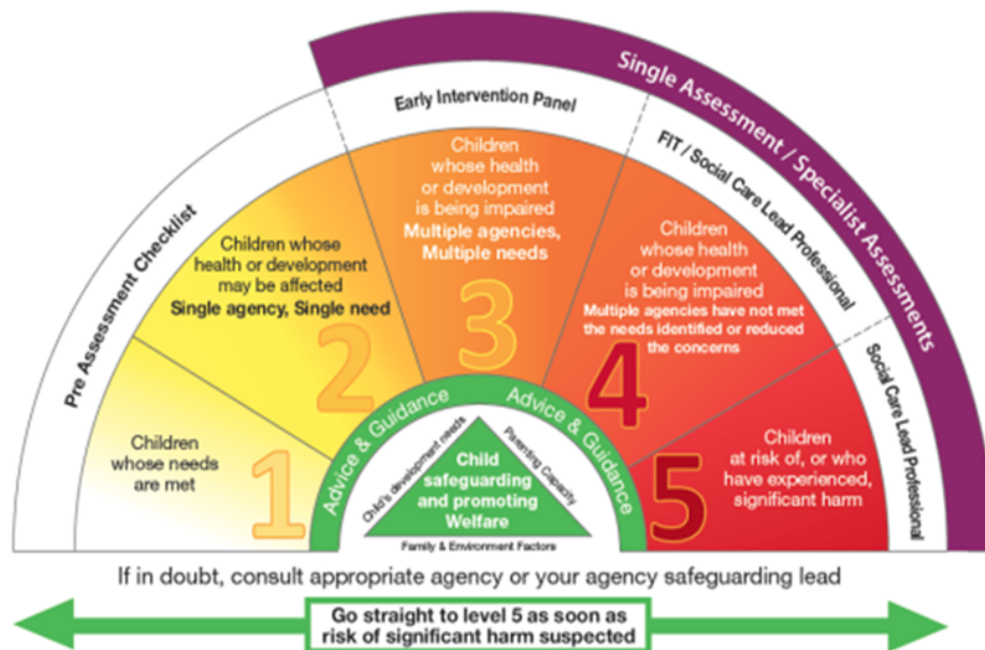 Single Assessment / Specialist Assessments
Pre Assessment Checklist
Early Intervention Panel
FIT / Social Care Lead Professional
Social Care Lead Professional
Children
whose needs
are met
1
Children whose
health or development
may be affected
Single agency, Single need
2
Children
whose health
or development
is being impaired
Multiple agencies,
Multiple needs
3
Children
whose health
or development
is being impaired
Multiple agencies have not met
the needs identified or reduced
the concerns
4
Children
at risk of, or who
have experienced,
significant harm
5
Advice & Guidance
Advice & Guidance
Child's development needs
Parenting Capacity
Child
safeguarding
and promoting
Welfare
Family & Environment Factors
If in doubt, consult appropriate agency or your agency safeguarding lead
Go straight to level 5 as soon as
risk of significant harm suspected